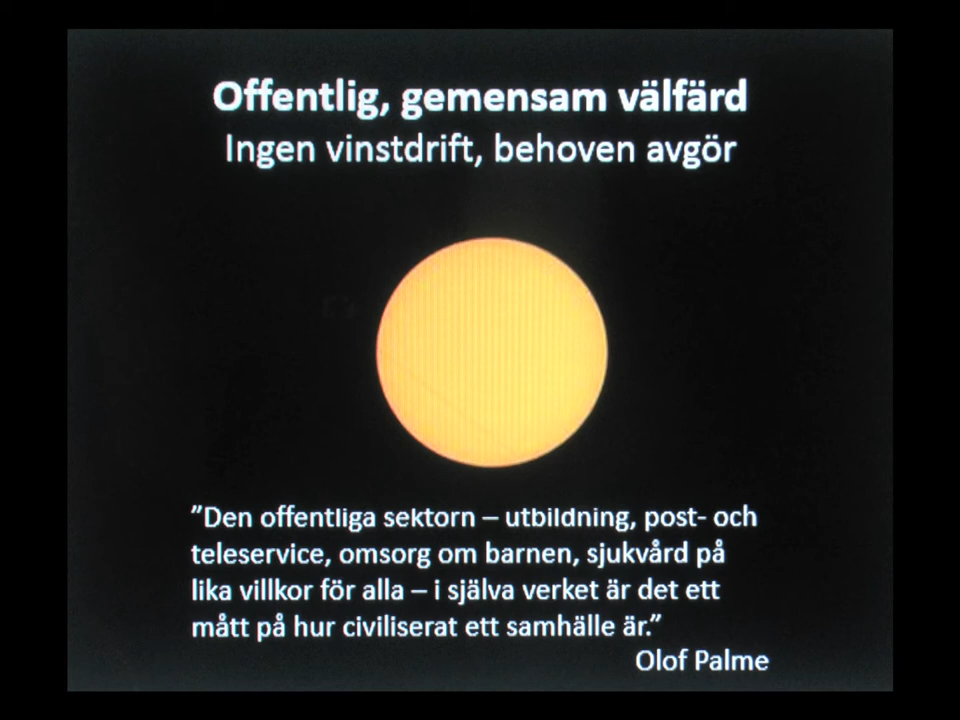 Offentlig, gemensam välfärd
Ingen vinstdrift, behoven avgör
”Den offentliga sektorn – utbildning, post- och
teleservice, omsorg om barnen, sjukvård på
lika villkor för alla – i själva verket är det ett
mått på hur civiliserat ett samhälle är.”
Olof Palme